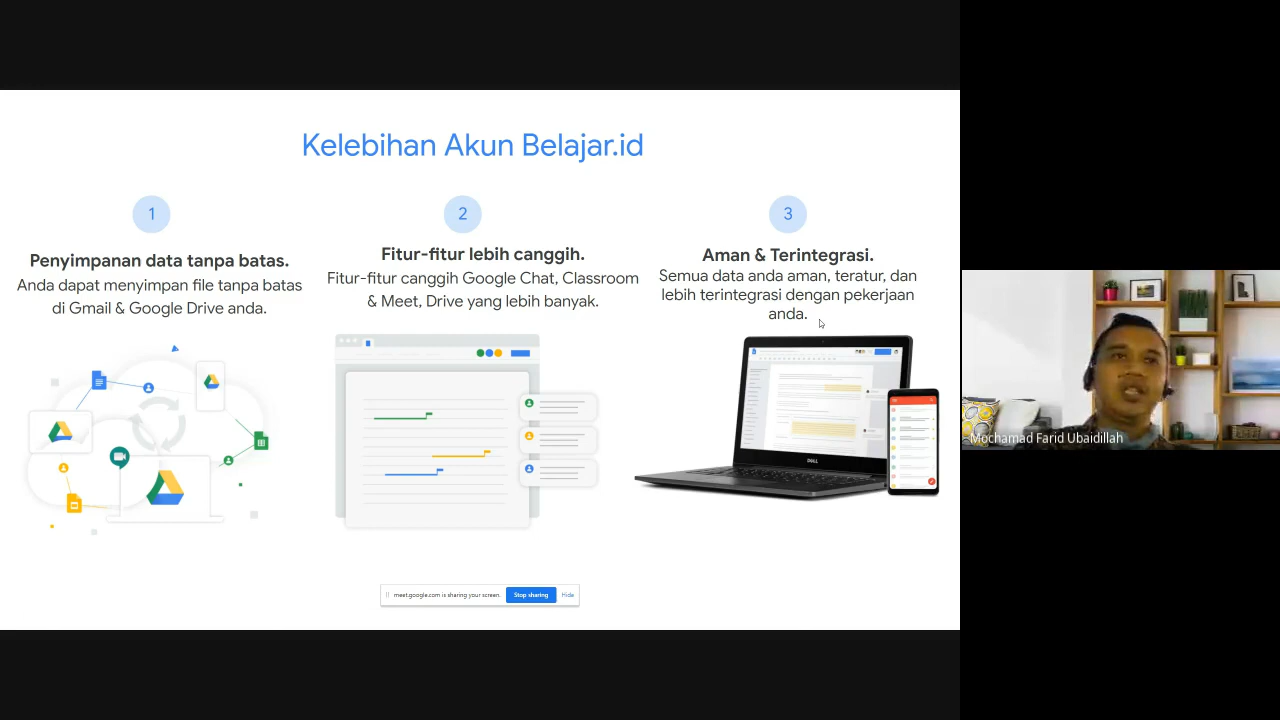 Kelebihan Akun Belajar.id
1
Penyimpanan data tanpa batas.
Anda dapat menyimpan file tanpa batas
di Gmail & Google Drive anda.
2
Fitur-fitur lebih canggih.
Fitur-fitur canggih Google Chat, Classroom
& Meet, Drive yang lebih banyak.
3
Aman & Terintegrasi.
Semua data anda aman, teratur, dan
lebih terintegrasi dengan pekerjaan
anda.
DELL
meet.google.com is sharing your screen.
Stop sharing
Hide
Mochamad Farid Ubaidillah